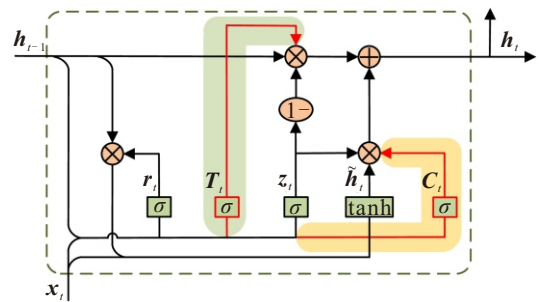 h_{t-1}
h_t
1-
r_t
T_t
z_t
h̃_t
C_t
σ
σ
σ
tanh
σ
x_t